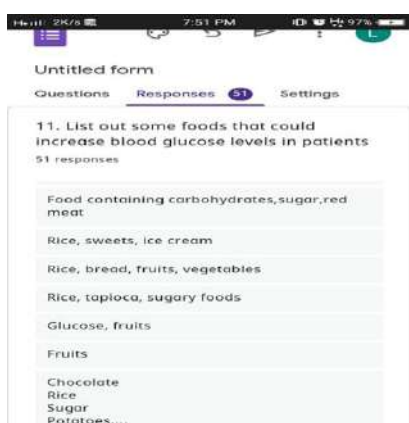 2K/s
7:51 PM
97%
L
Untitled form
Questions Responses 51 Settings
11. List out some foods that could
increase blood glucose levels in patients
51 responses
Food containing carbohydrates,sugar,red
meat
Rice, sweets, ice cream
Rice, bread, fruits, vegetables
Rice, tapioca, sugary foods
Glucose, fruits
Fruits
Chocolate
Rice
Sugar
Potatoes....